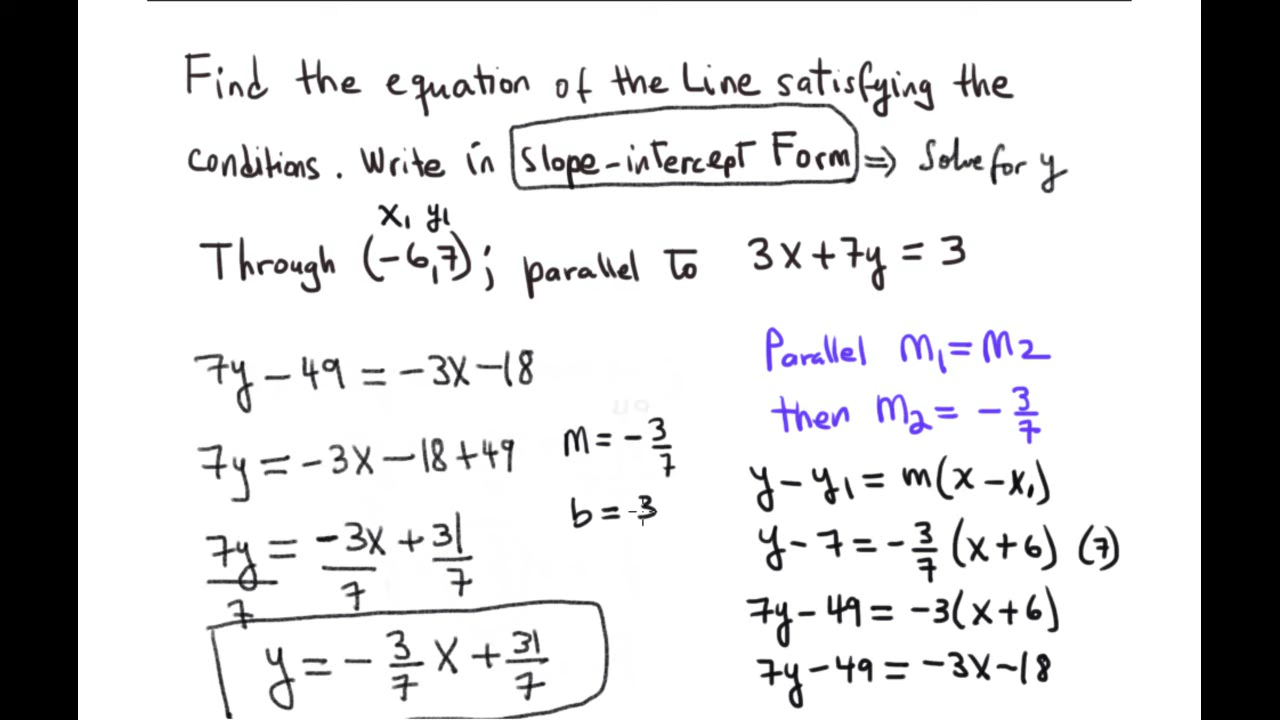 Find the equation of the Line satisfying the
conditions. Write in Slope-intercept Form ⇒ Solve for y
x₁ y₁
Through (-6,7); parallel to 3x+7y = 3
Parallel m₁ = m₂
then m₂ = -3/7
y - y₁ = m(x - x₁)
y - 7 = -3/7 (x+6) (7)
7y - 49 = -3(x+6)
7y - 49 = -3x - 18
7y - 49 = -3x - 18
7y = -3x - 18 + 49
7y/7 = -3x/7 + 31/7
y = -3/7 x + 31/7
m = -3/7
b = 3